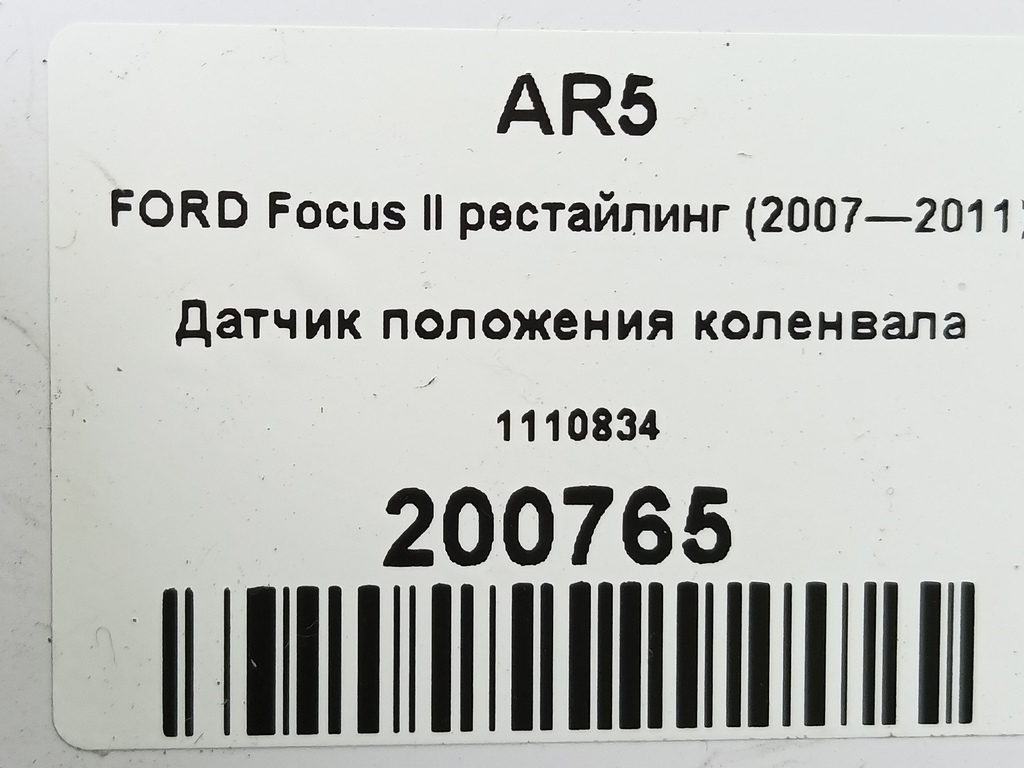 AR5
FORD Focus II рестайлинг (2007—2011)
Датчик положения коленвала
1110834
200765